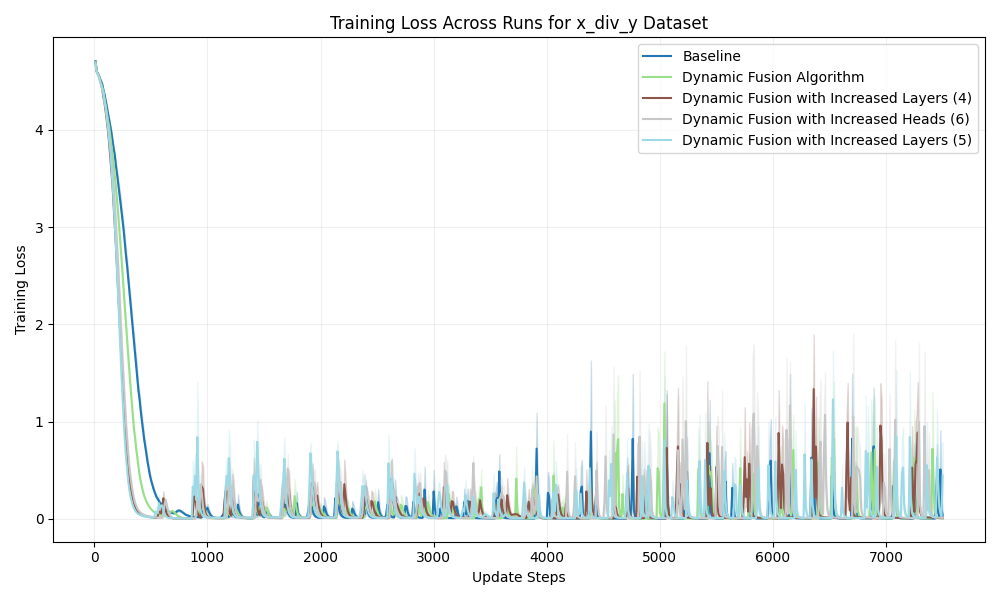 Training Loss Across Runs for x_div_y Dataset
Baseline
Dynamic Fusion Algorithm
Dynamic Fusion with Increased Layers (4)
Dynamic Fusion with Increased Heads (6)
Dynamic Fusion with Increased Layers (5)
Training Loss
4
3
2
1
0
0 1000 2000 3000 4000 5000 6000 7000
Update Steps